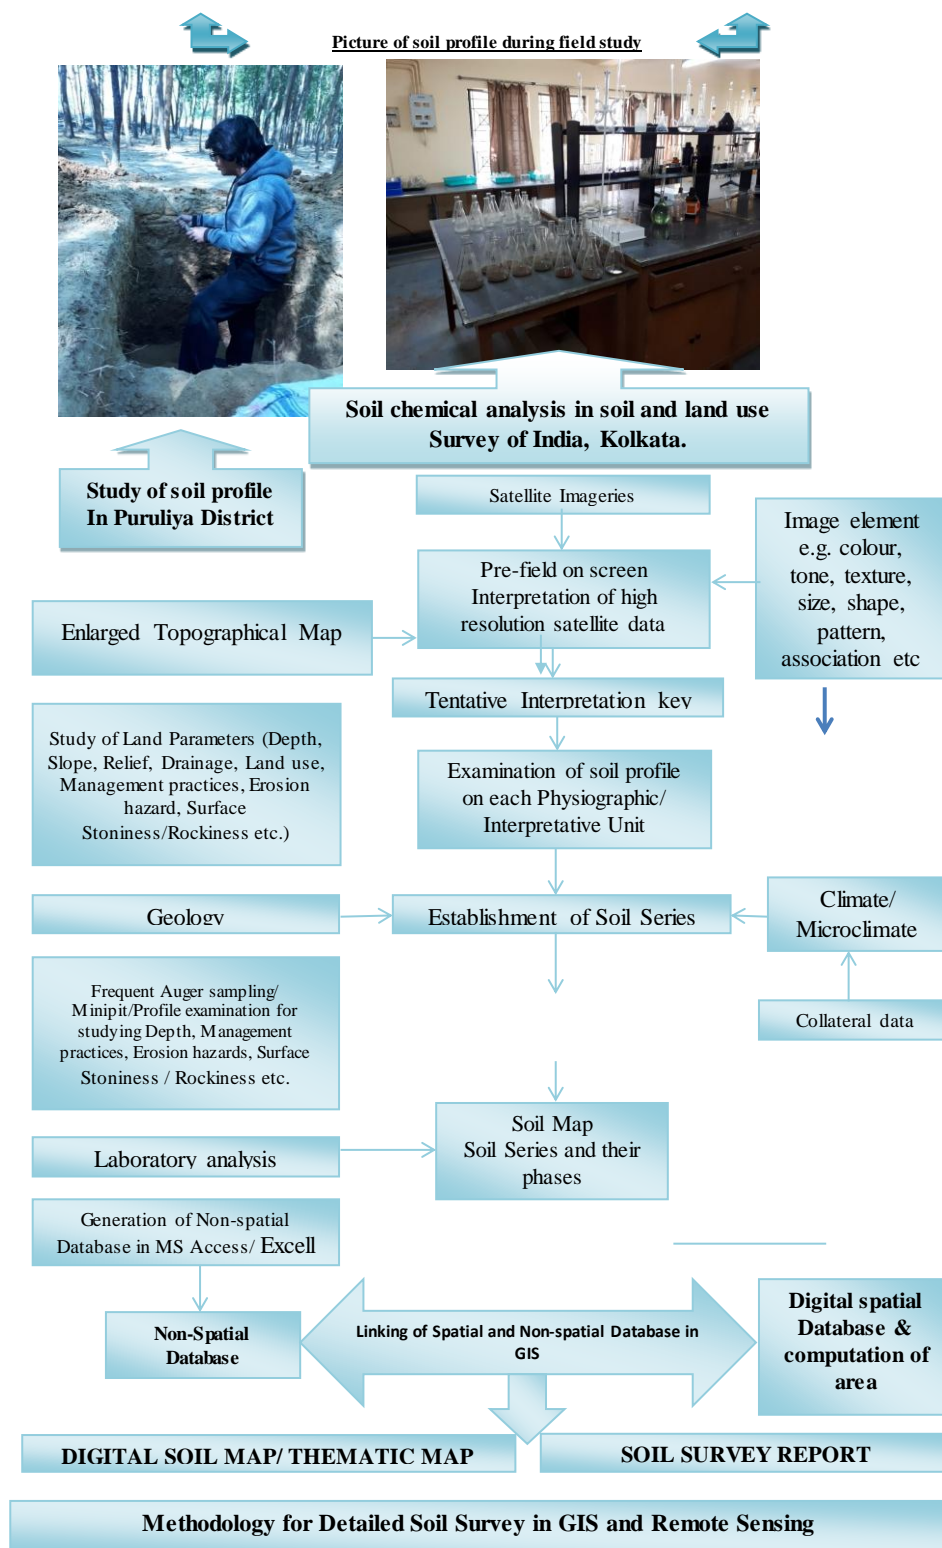 Picture of soil profile during field study
Soil chemical analysis in soil and land use
Survey of India, Kolkata.
Study of soil profile
In Puruliya District
Satellite Imageries
Image element
e.g. colour,
tone, texture,
size, shape,
pattern,
association etc
Pre-field on screen
Interpretation of high
resolution satellite data
Enlarged Topographical Map
Tentative Interpretation key
Study of Land Parameters (Depth,
Slope, Relief, Drainage, Land use,
Management practices, Erosion
hazard, Surface
Stoniness/Rockiness etc.)
Examination of soil profile
on each Physiographic/
Interpretative Unit
Geology
Establishment of Soil Series
Climate/
Microclimate
Frequent Auger sampling/
Minipit/Profile examination for
studying Depth, Management
practices, Erosion hazards, Surface
Stoniness / Rockiness etc.
Collateral data
Soil Map
Soil Series and their
phases
Laboratory analysis
Generation of Non-spatial
Database in MS Access/ Excell
Non-Spatial
Database
Linking of Spatial and Non-spatial Database in
GIS
Digital spatial
Database &
computation of
area
DIGITAL SOIL MAP/ THEMATIC MAP
SOIL SURVEY REPORT
Methodology for Detailed Soil Survey in GIS and Remote Sensing